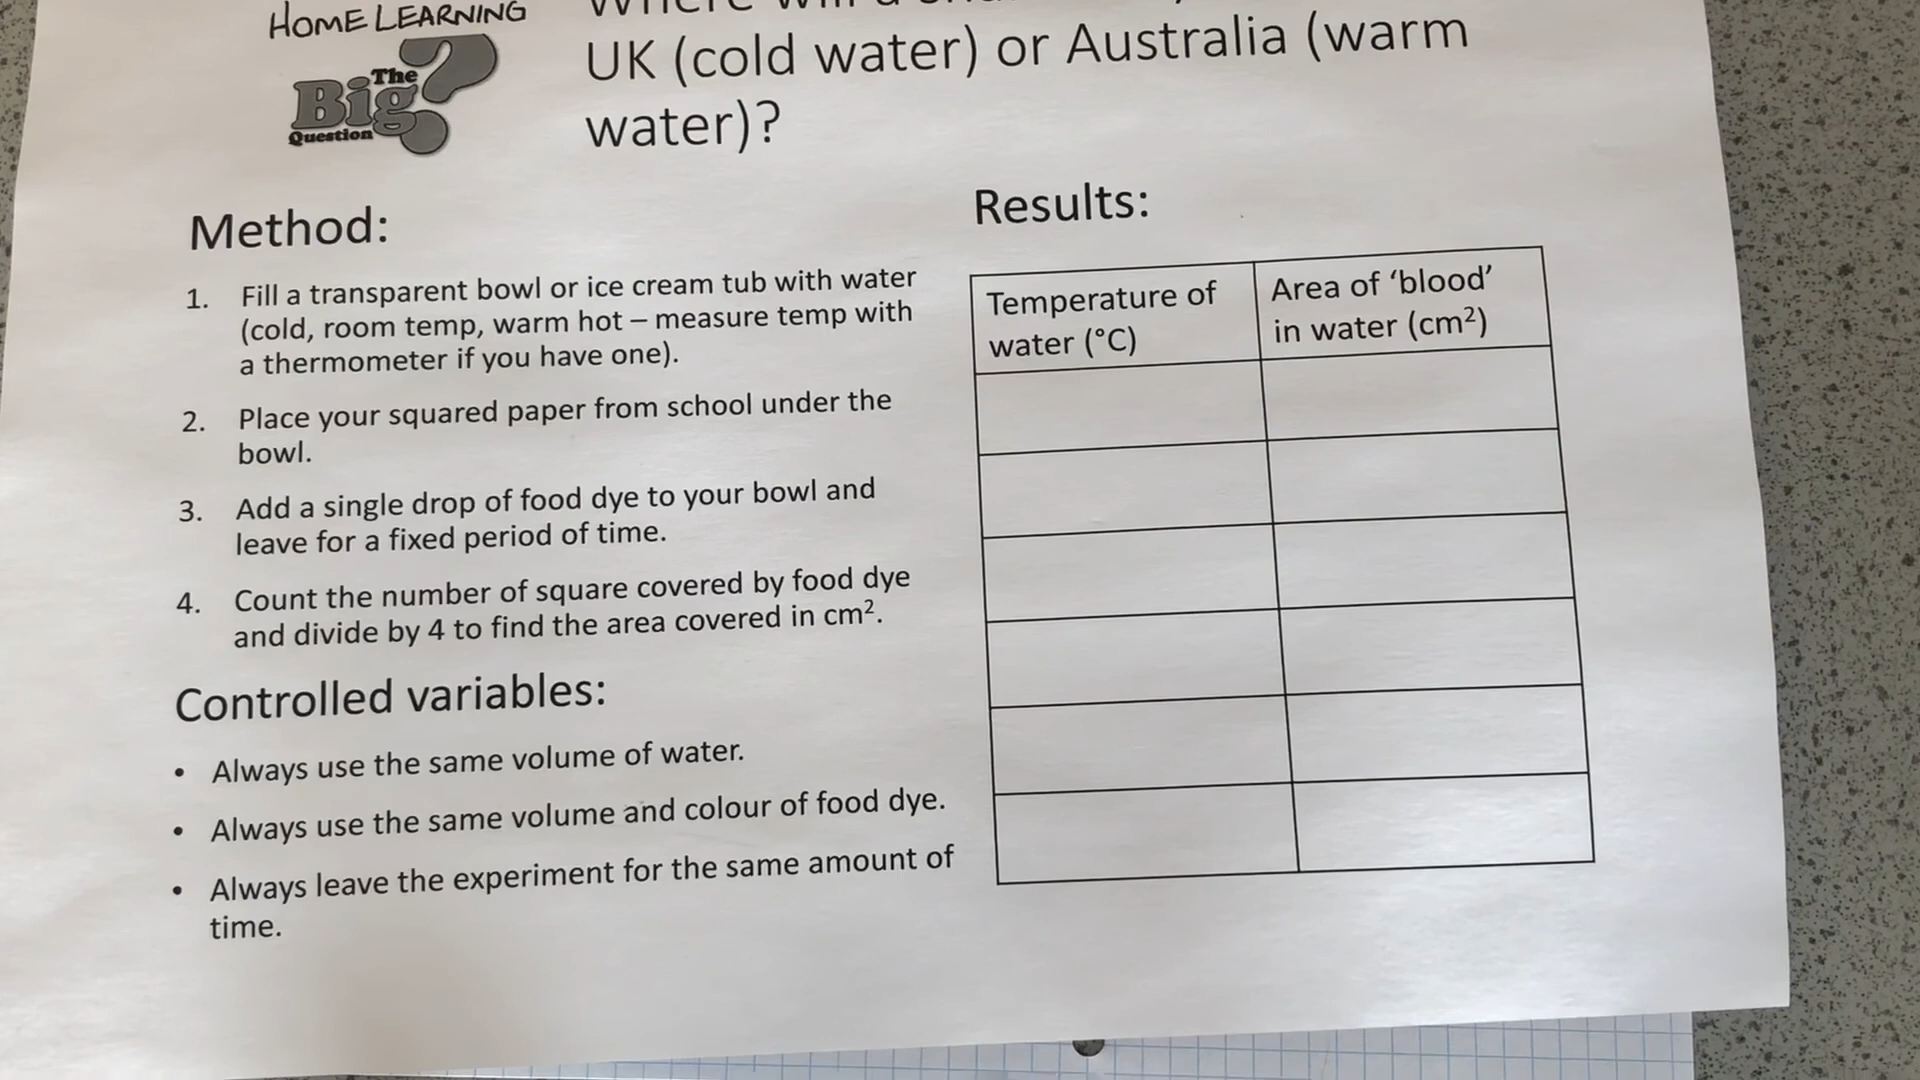 HOME LEARNING
The
Big
Question
UK (cold water) or Australia (warm
water)?
Method:
1. Fill a transparent bowl or ice cream tub with water
(cold, room temp, warm hot – measure temp with
a thermometer if you have one).
2. Place your squared paper from school under the
bowl.
3. Add a single drop of food dye to your bowl and
leave for a fixed period of time.
4. Count the number of square covered by food dye
and divide by 4 to find the area covered in cm².
Controlled variables:
• Always use the same volume of water.
• Always use the same volume and colour of food dye.
• Always leave the experiment for the same amount of
time.
Results:
Temperature of
water (°C)
Area of ‘blood’
in water (cm²)